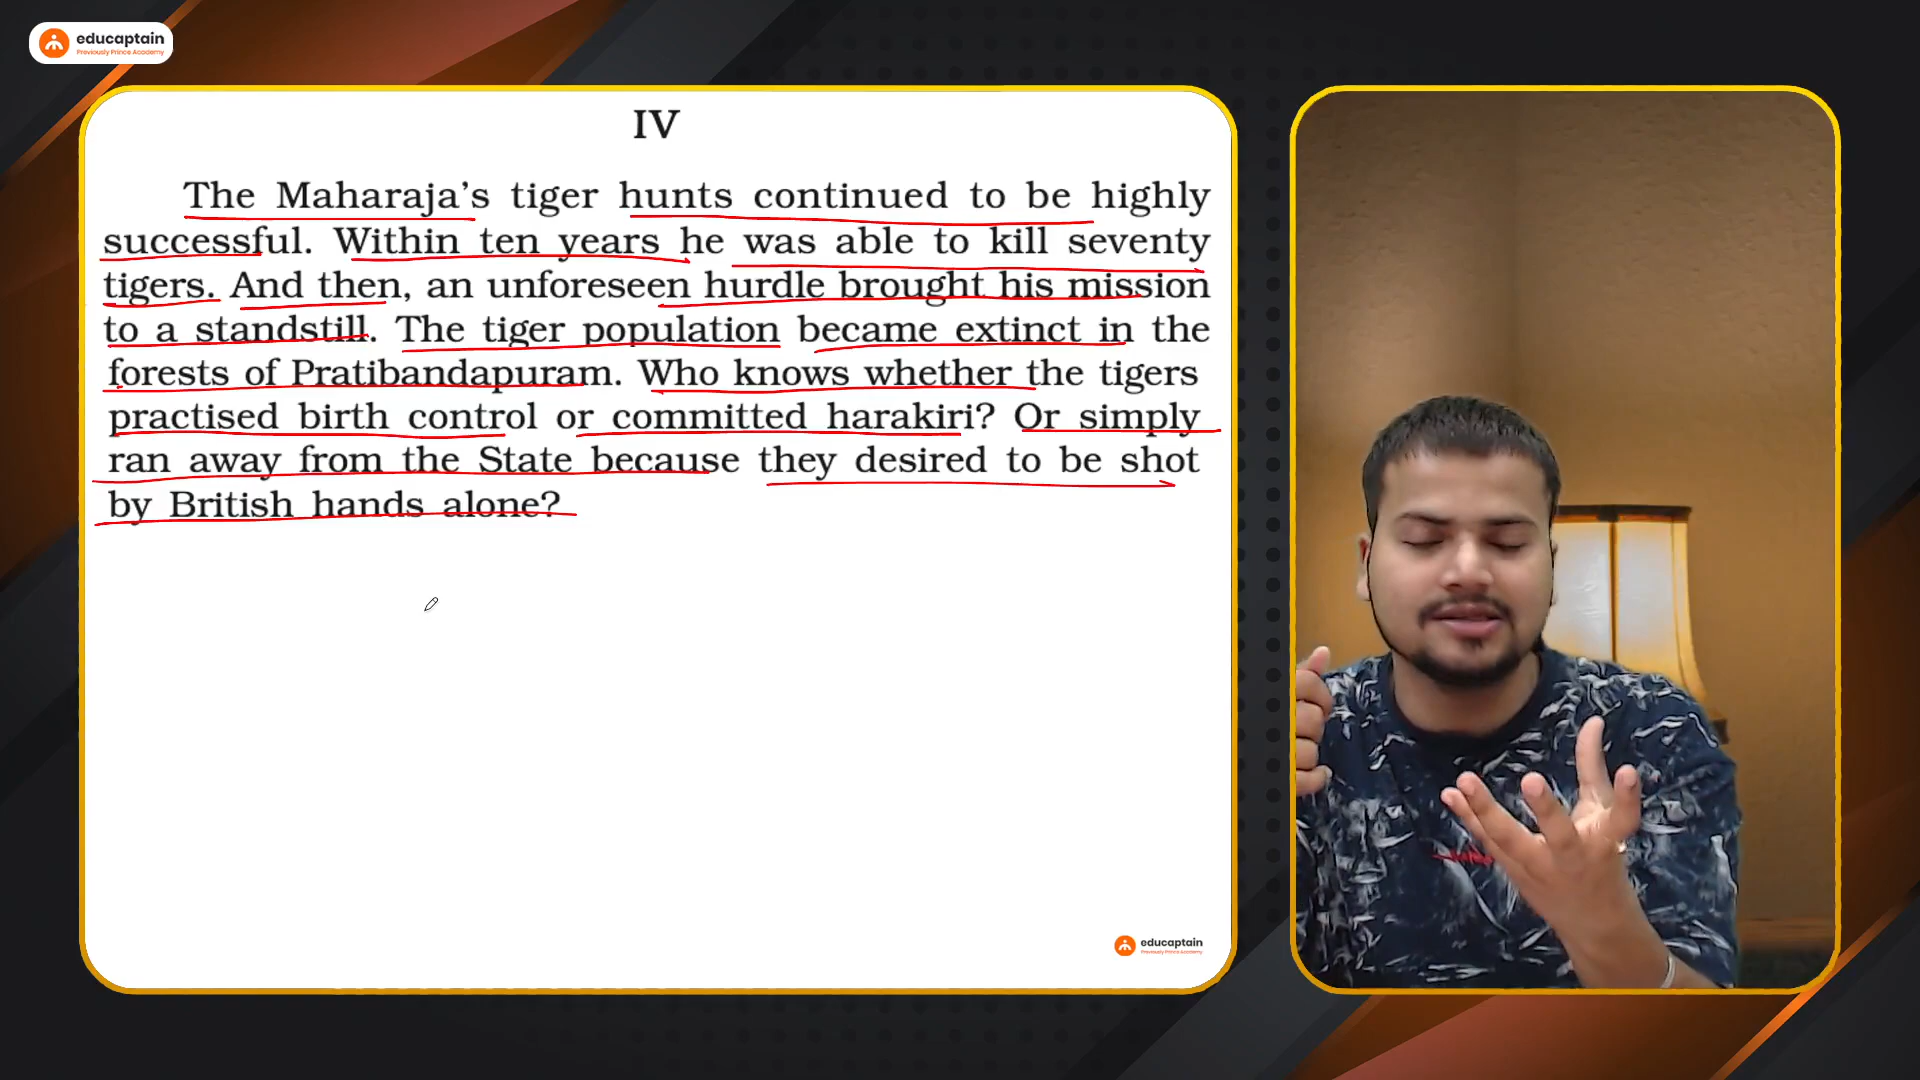 educaptain
Previously Prince Academy
IV
The Maharaja's tiger hunts continued to be highly
successful. Within ten years he was able to kill seventy
tigers. And then, an unforeseen hurdle brought his mission
to a standstill. The tiger population became extinct in the
forests of Pratibandapuram. Who knows whether the tigers
practised birth control or committed harakiri? Or simply
ran away from the State because they desired to be shot
by British hands alone?
educaptain
Previously Prince Academy